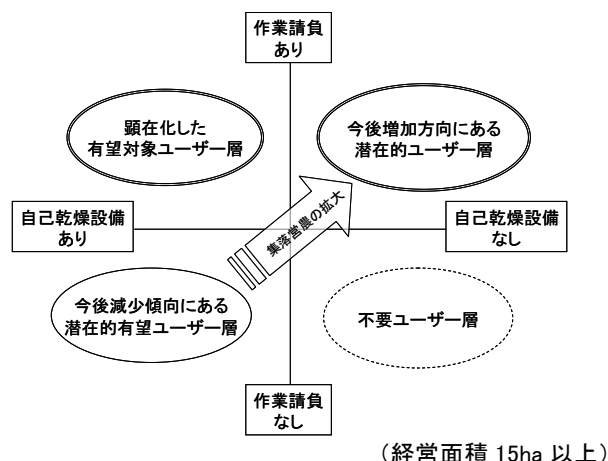 作業請負
あり
顕在化した
有望対象ユーザー層
今後増加方向にある
潜在的ユーザー層
自己乾燥設備
あり
集落営農の拡大
自己乾燥設備
なし
今後減少傾向にある
潜在的有望ユーザー層
不要ユーザー層
作業請負
なし
（経営面積 15ha 以上）